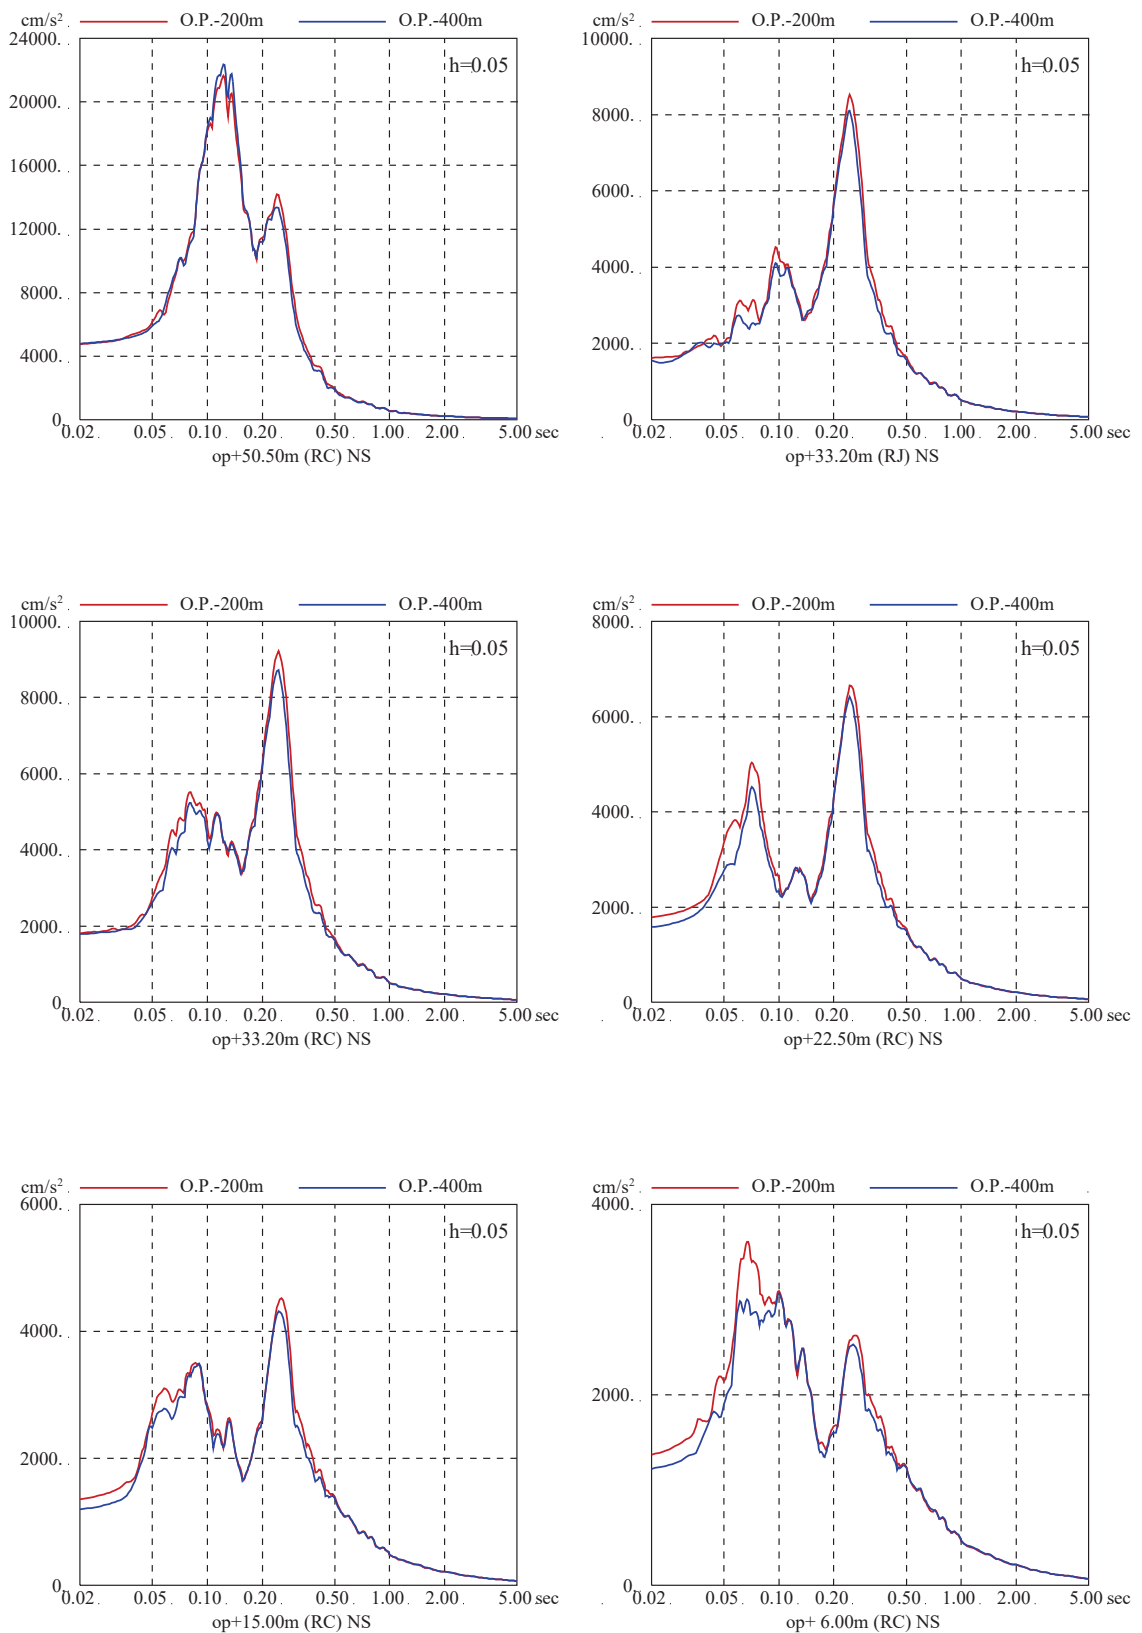 cm/s² O.P.-200m O.P.-400m
24000.
h=0.05
20000.
16000.
12000.
8000.
4000.
0.
0.02 0.05 0.10 0.20 0.50 1.00 2.00 5.00 sec
op+50.50m (RC) NS
cm/s² O.P.-200m O.P.-400m
10000.
h=0.05
8000.
6000.
4000.
2000.
0.
0.02 0.05 0.10 0.20 0.50 1.00 2.00 5.00 sec
op+33.20m (RJ) NS
cm/s² O.P.-200m O.P.-400m
10000.
h=0.05
8000.
6000.
4000.
2000.
0.
0.02 0.05 0.10 0.20 0.50 1.00 2.00 5.00 sec
op+33.20m (RC) NS
cm/s² O.P.-200m O.P.-400m
8000.
h=0.05
6000.
4000.
2000.
0.
0.02 0.05 0.10 0.20 0.50 1.00 2.00 5.00 sec
op+22.50m (RC) NS
cm/s² O.P.-200m O.P.-400m
6000.
h=0.05
4000.
2000.
0.
0.02 0.05 0.10 0.20 0.50 1.00 2.00 5.00 sec
op+15.00m (RC) NS
cm/s² O.P.-200m O.P.-400m
4000.
h=0.05
2000.
0.
0.02 0.05 0.10 0.20 0.50 1.00 2.00 5.00 sec
op+ 6.00m (RC) NS